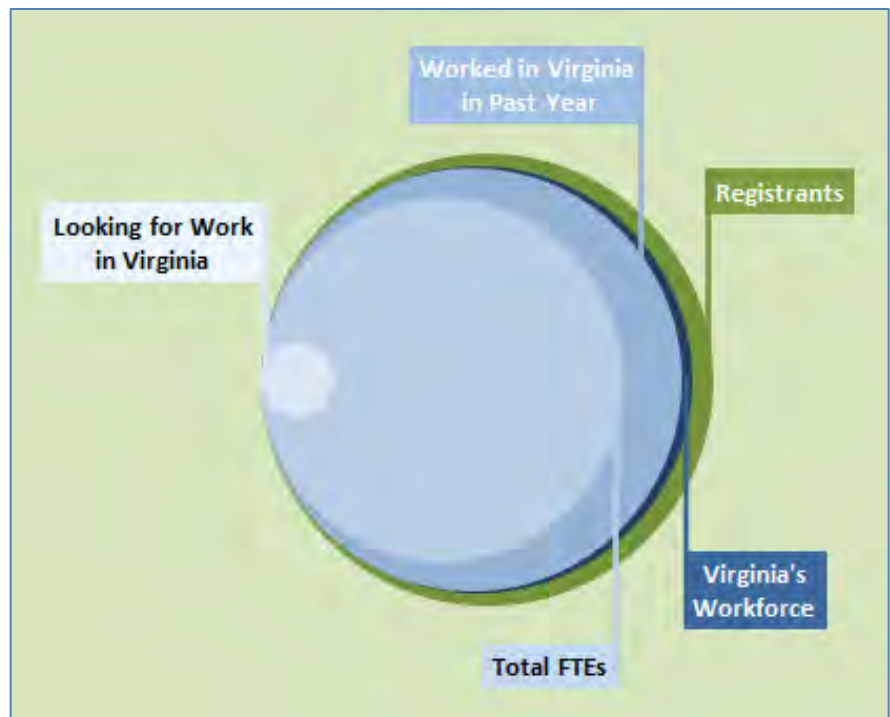 Worked in Virginia
in Past Year
Registrants
Looking for Work
in Virginia
Virginia's
Workforce
Total FTEs